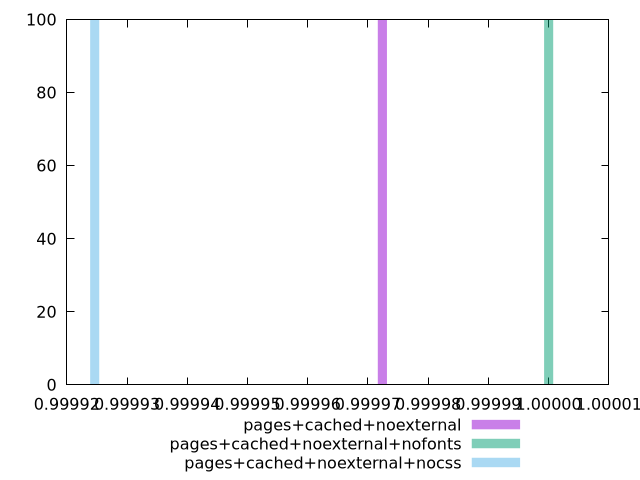 100
80
60
40
20
0
0.99992 0.99993 0.99994 0.99995 0.99996 0.99997 0.99998 0.99999 1.00000 1.00001
pages+cached+noexternal
pages+cached+noexternal+nofonts
pages+cached+noexternal+nocss